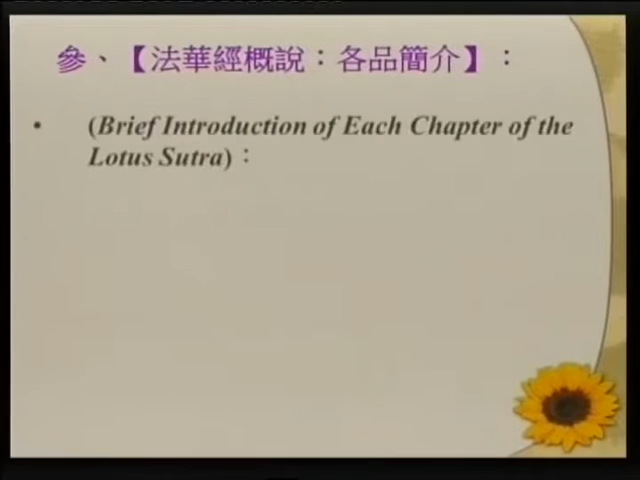 參、【法華經概說：各品簡介】：
• (Brief Introduction of Each Chapter of the
Lotus Sutra)：